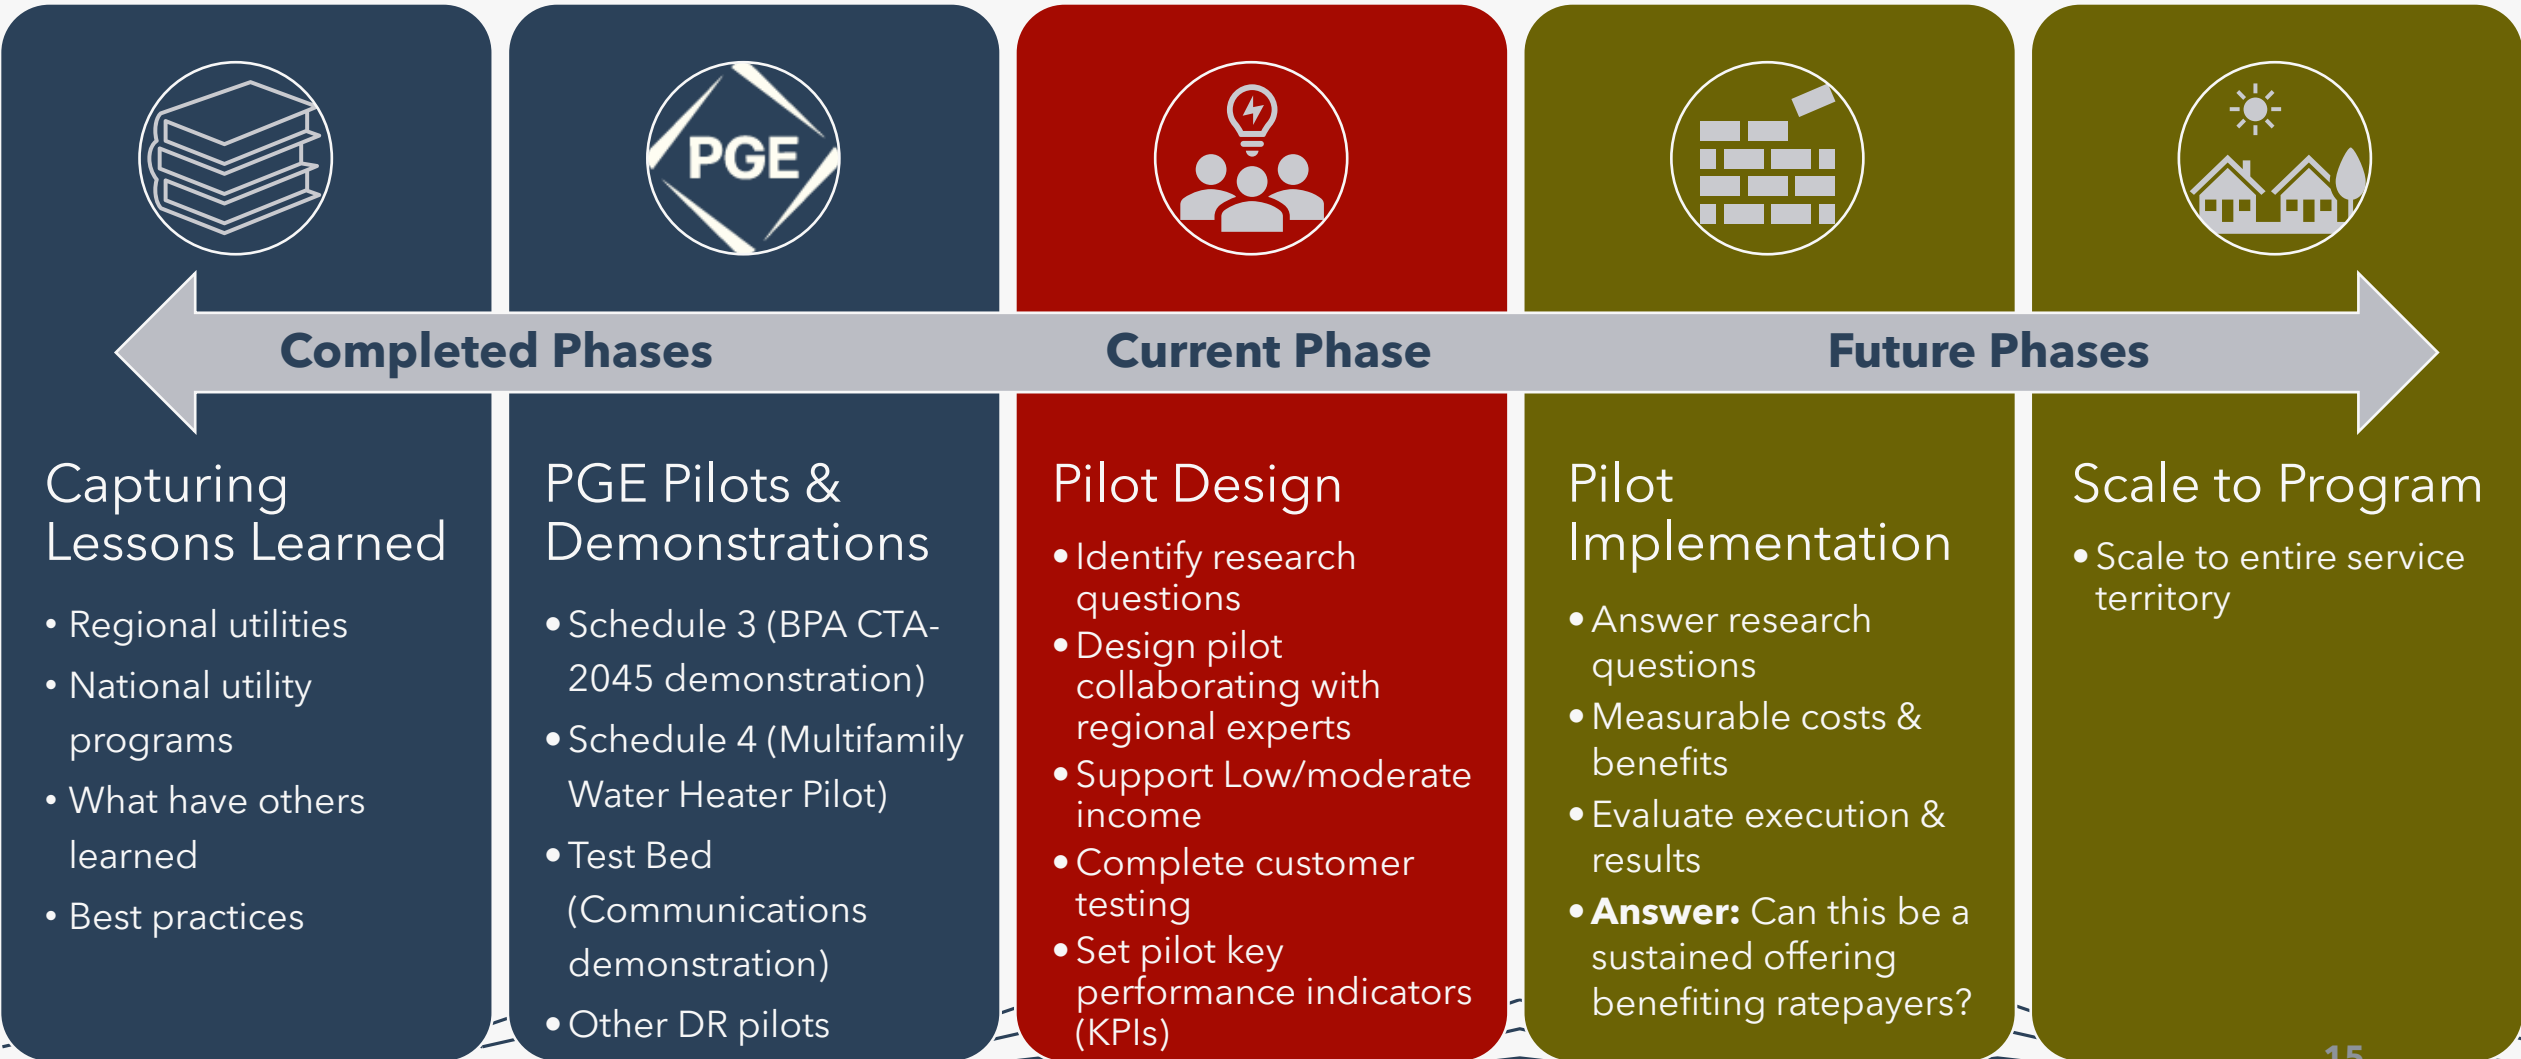 PGE
Completed Phases
Current Phase
Future Phases
Capturing
Lessons Learned
• Regional utilities
• National utility
programs
• What have others
learned
• Best practices
PGE Pilots &
Demonstrations
• Schedule 3 (BPA CTA-
2045 demonstration)
• Schedule 4 (Multifamily
Water Heater Pilot)
• Test Bed
(Communications
demonstration)
• Other DR pilots
Pilot Design
• Identify research
questions
• Design pilot
collaborating with
regional experts
• Support Low/moderate
income
• Complete customer
testing
• Set pilot key
performance indicators
(KPIs)
Pilot
Implementation
• Answer research
questions
• Measurable costs &
benefits
• Evaluate execution &
results
• Answer: Can this be a
sustained offering
benefiting ratepayers?
Scale to Program
• Scale to entire service
territory
15